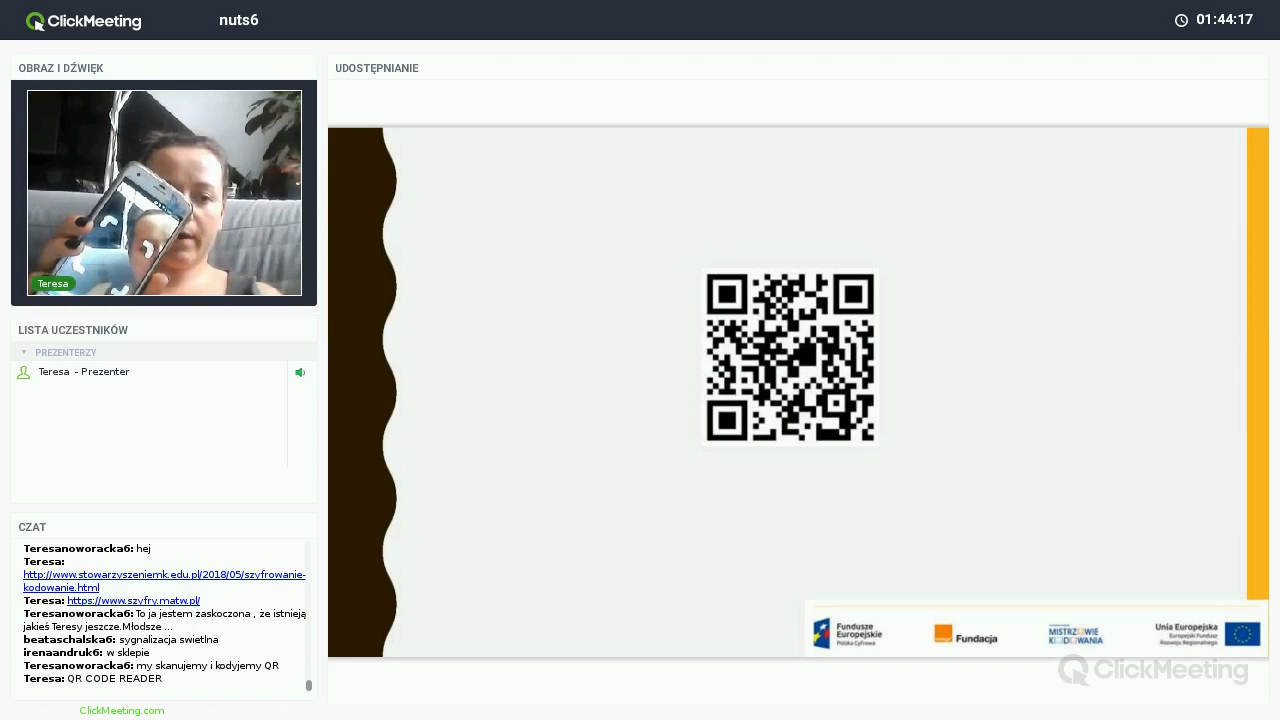 ClickMeeting
nuts6
01:44:17
OBRAZ I DŹWIĘK
UDOSTĘPNIANIE
Teresa
LISTA UCZESTNIKÓW
PREZENTERZY
Teresa - Prezenter
CZAT
Teresanoworacka6: hej
Teresa:
http://www.stowarzyszeniemk.edu.pl/2018/05/szyfrowanie-
kodowanie.html
Teresa: https://www.szyfry.matw.pl/
Teresanoworacka6: To ja jestem zaskoczona , że istnieją
jakieś Teresy jeszcze.Młodsze ...
beataschalska6: sygnalizacja swietlna
irenaandruk6: w sklepie
Teresanoworacka6: my skanujemy i kodyjemy QR
Teresa: QR CODE READER
ClickMeeting.com
Fundusze
Europejskie
Polska Cyfrowa
Fundacja
MISTRZOWIE
KODOWANIA
Unia Europejska
Europejski Fundusz
Rozwoju Regionalnego
ClickMeeting